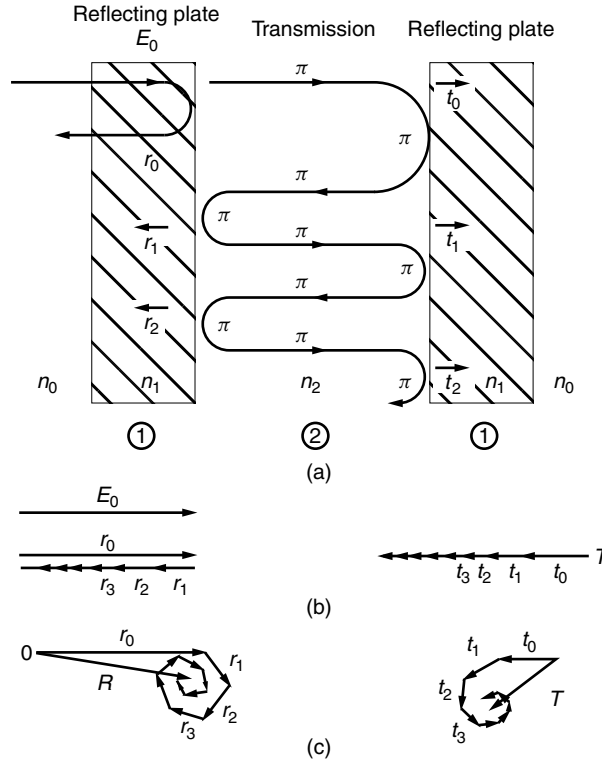 Reflecting plate Transmission Reflecting plate
E0
π t0
π π
r0
π
π π
r1 t1
π
π
r2 π
π
π
π t2
n0 n1 n2 n1 n0
1 2 1
(a)
E0
r0
r3 r2 r1
t3 t2 t1 t0 T
(b)
0 r0 r1
R
r3 r2
t1 t0
t2
T
t3
(c)